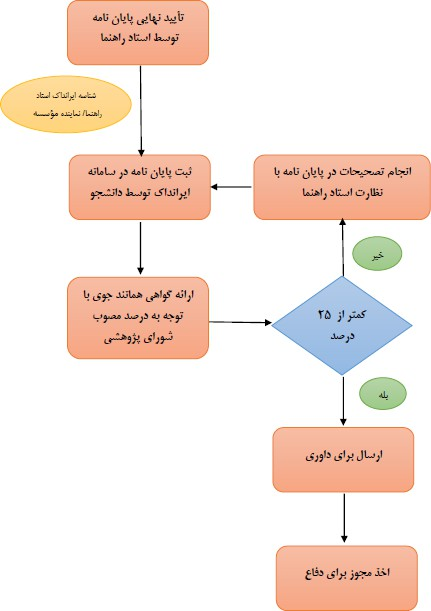 تأیید نهایی پایان نامه
توسط استاد راهنما
شناسه ایرانداک استاد
راهنما/ نماینده مؤسسه
ثبت پایان نامه در سامانه
ایرانداک توسط دانشجو
انجام تصحیحات در پایان نامه با
نظارت استاد راهنما
خیر
ارائه گواهی همانند جوی با
توجه به درصد مصوب
شورای پژوهشی
کمتر از ۲۵
درصد
بله
ارسال برای داوری
اخذ مجوز برای دفاع